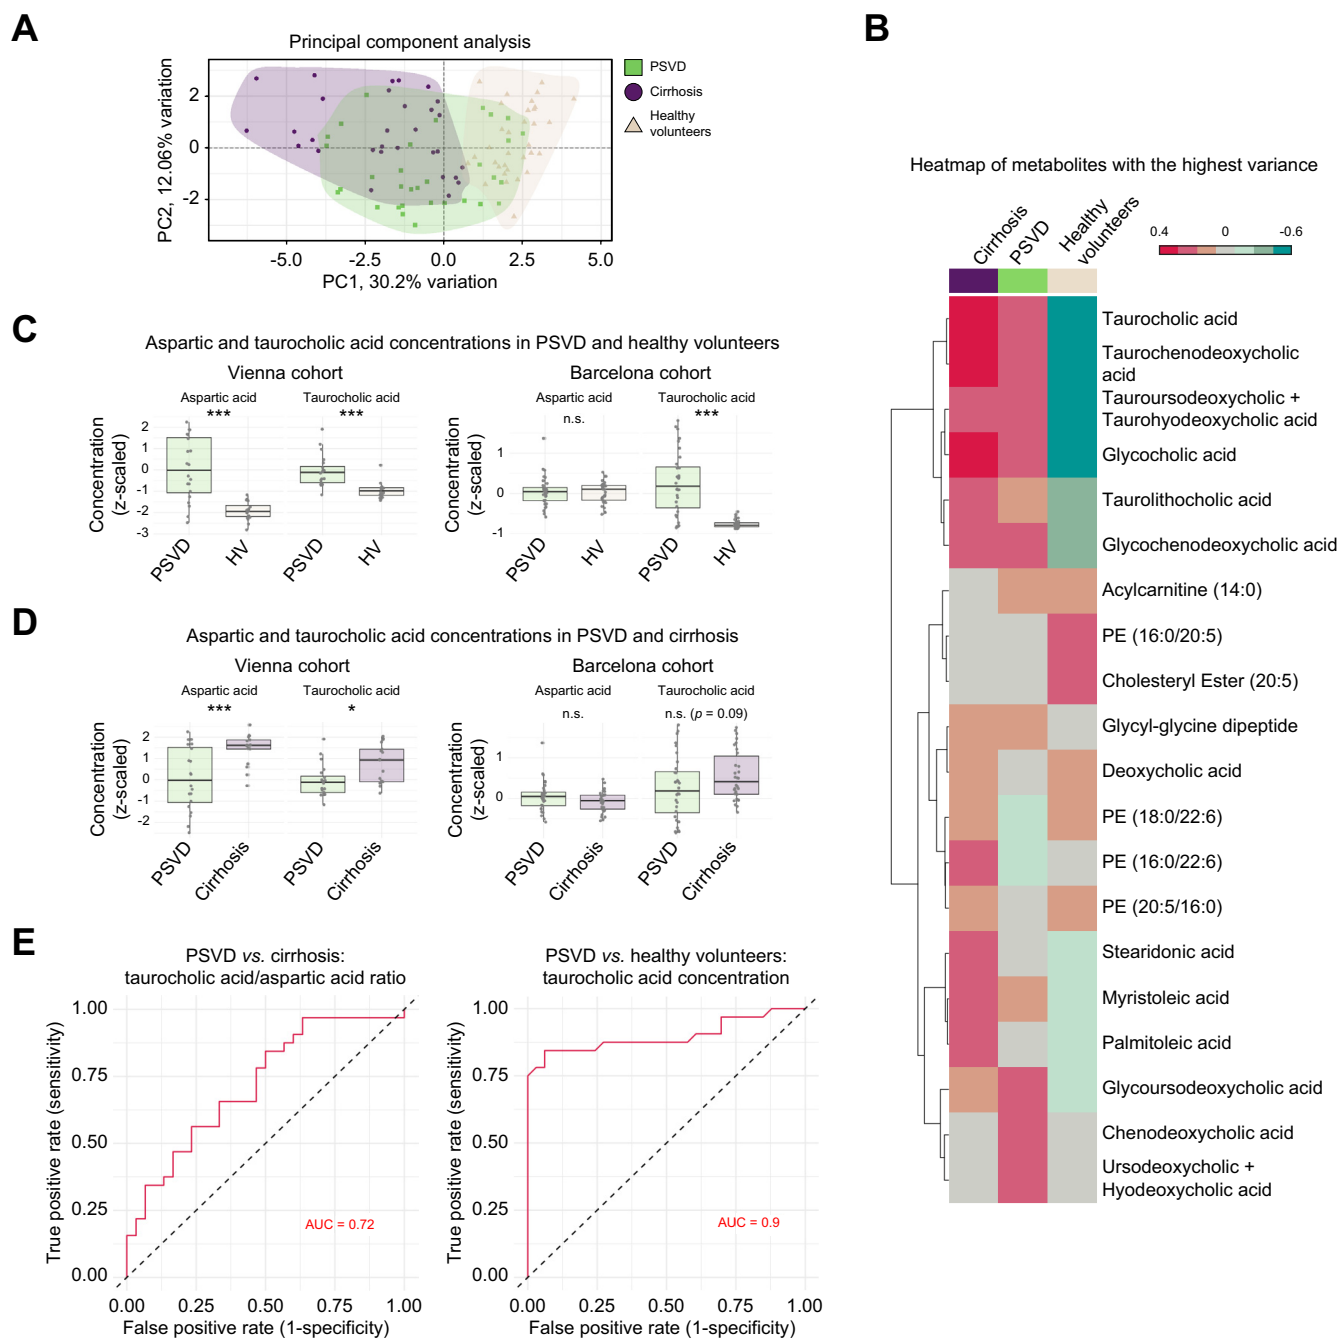 A
Principal component analysis
PC2, 12.06% variation
2
0
-2
-5.0
-2.5
0.0
2.5
5.0
PC1, 30.2% variation
PSVD
Cirrhosis
Healthy
volunteers
B
Heatmap of metabolites with the highest variance
Cirrhosis
PSVD
Healthy
volunteers
0.4
0
-0.6
Taurocholic acid
Taurochenodeoxycholic
acid
Tauroursodeoxycholic +
Taurohyodeoxycholic acid
Glycocholic acid
Taurolithocholic acid
Glycochenodeoxycholic acid
Acylcarnitine (14:0)
PE (16:0/20:5)
Cholesteryl Ester (20:5)
Glycyl-glycine dipeptide
Deoxycholic acid
PE (18:0/22:6)
PE (16:0/22:6)
PE (20:5/16:0)
Stearidonic acid
Myristoleic acid
Palmitoleic acid
Glycoursodeoxycholic acid
Chenodeoxycholic acid
Ursodeoxycholic +
Hyodeoxycholic acid
C
Aspartic and taurocholic acid concentrations in PSVD and healthy volunteers
Vienna cohort
Aspartic acid
***
Taurocholic acid
***
Concentration
(z-scaled)
2
1
0
-1
-2
-3
PSVD
HV
PSVD
HV
Barcelona cohort
Aspartic acid
n.s.
Taurocholic acid
***
Concentration
(z-scaled)
1
0
-1
PSVD
HV
PSVD
HV
D
Aspartic and taurocholic acid concentrations in PSVD and cirrhosis
Vienna cohort
Aspartic acid
***
Taurocholic acid
*
Concentration
(z-scaled)
2
1
0
-1
-2
PSVD
Cirrhosis
PSVD
Cirrhosis
Barcelona cohort
Aspartic acid
n.s.
Taurocholic acid
n.s. (p = 0.09)
Concentration
(z-scaled)
1
0
PSVD
Cirrhosis
PSVD
Cirrhosis
E
PSVD vs. cirrhosis:
taurocholic acid/aspartic acid ratio
True positive rate (sensitivity)
1.00
0.75
0.50
0.25
0.00
AUC = 0.72
0.00
0.25
0.50
0.75
1.00
False positive rate (1-specificity)
PSVD vs. healthy volunteers:
taurocholic acid concentration
True positive rate (sensitivity)
1.00
0.75
0.50
0.25
0.00
AUC = 0.9
0.00
0.25
0.50
0.75
1.00
False positive rate (1-specificity)